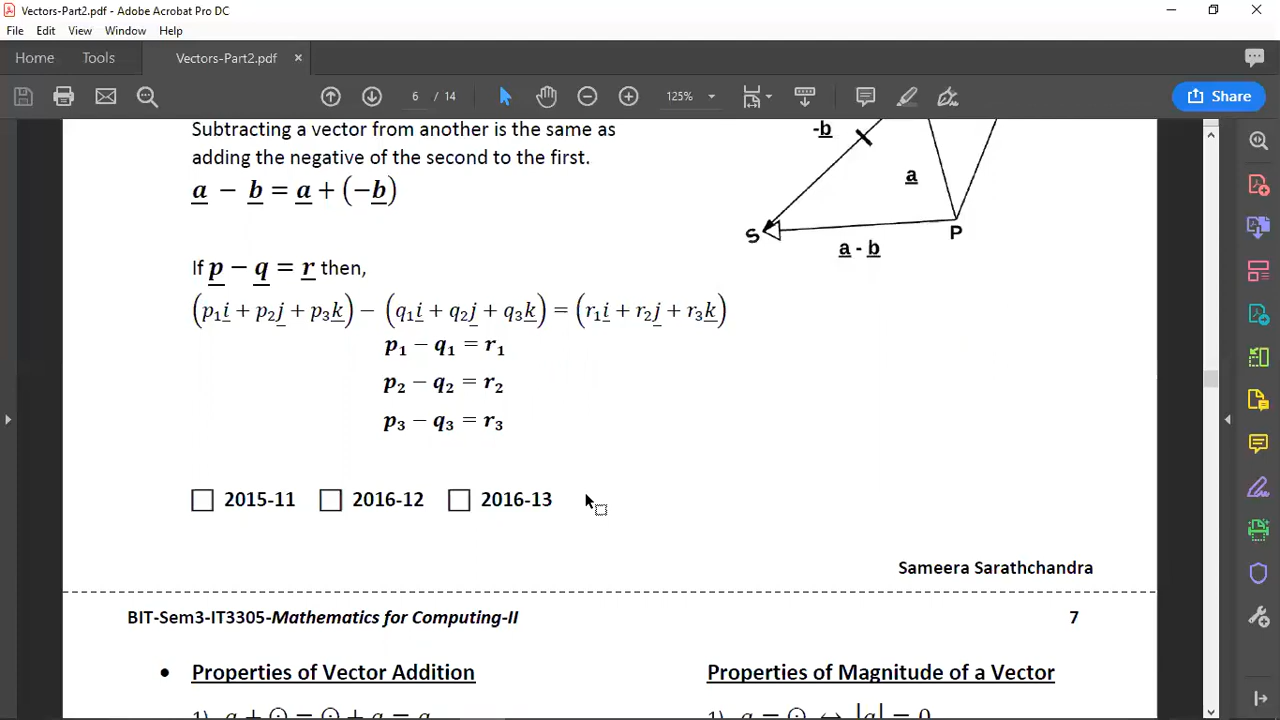 Vectors-Part2.pdf - Adobe Acrobat Pro DC
File Edit View Window Help
Home Tools Vectors-Part2.pdf ×
6 / 14 125% Share
Subtracting a vector from another is the same as
adding the negative of the second to the first.
a − b = a + (−b)
-b
a
S
P
a - b
If p − q = r then,
(p₁i + p₂j + p₃k) − (q₁i + q₂j + q₃k) = (r₁i + r₂j + r₃k)
p₁ − q₁ = r₁
p₂ − q₂ = r₂
p₃ − q₃ = r₃
2015-11 2016-12 2016-13
Sameera Sarathchandra
BIT-Sem3-IT3305-Mathematics for Computing-II 7
• Properties of Vector Addition Properties of Magnitude of a Vector